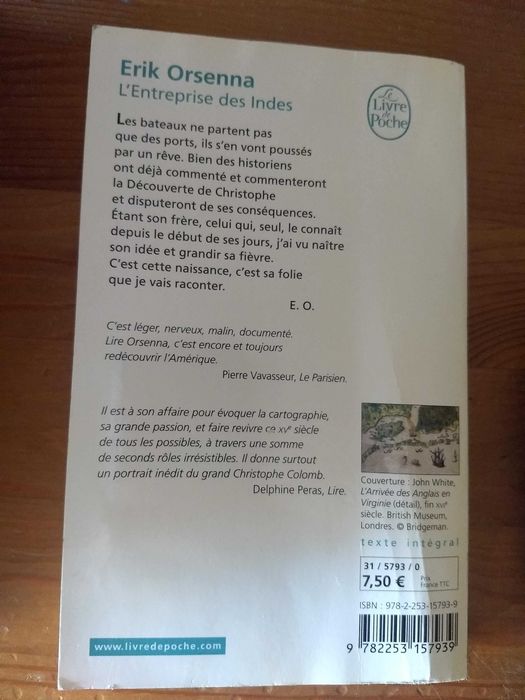 Erik Orsenna
L'Entreprise des Indes
Le
Livre
de
Poche
Les bateaux ne partent pas
que des ports, ils s'en vont poussés
par un rêve. Bien des historiens
ont déjà commenté et commenteront
la Découverte de Christophe
et disputeront de ses conséquences.
Étant son frère, celui qui, seul, le connaît
depuis le début de ses jours, j'ai vu naître
son idée et grandir sa fièvre.
C'est cette naissance, c'est sa folie
que je vais raconter.
E. O.
C'est léger, nerveux, malin, documenté.
Lire Orsenna, c'est encore et toujours
redécouvrir l'Amérique.
Pierre Vavasseur, Le Parisien.
Il est à son affaire pour évoquer la cartographie,
sa grande passion, et faire revivre ce XVe siècle
de tous les possibles, à travers une somme
de seconds rôles irrésistibles. Il donne surtout
un portrait inédit du grand Christophe Colomb.
Delphine Peras, Lire.
Couverture : John White,
L'Arrivée des Anglais en
Virginie (détail), fin XVIe
siècle. British Museum,
Londres. © Bridgeman.
texte intégral
31 / 5793 / 0
7,50 € Prix
France TTC
ISBN : 978-2-253-15793-9
9 782253 157939
www.livredepoche.com